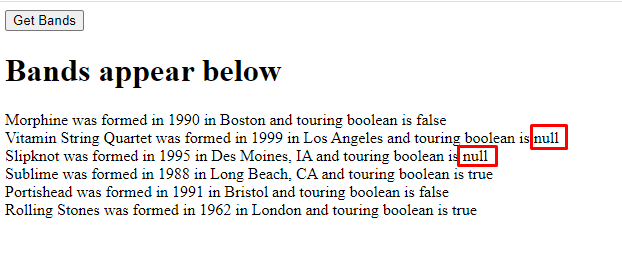 Get Bands
Bands appear below
Morphine was formed in 1990 in Boston and touring boolean is false
Vitamin String Quartet was formed in 1999 in Los Angeles and touring boolean is null
Slipknot was formed in 1995 in Des Moines, IA and touring boolean is null
Sublime was formed in 1988 in Long Beach, CA and touring boolean is true
Portishead was formed in 1991 in Bristol and touring boolean is false
Rolling Stones was formed in 1962 in London and touring boolean is true